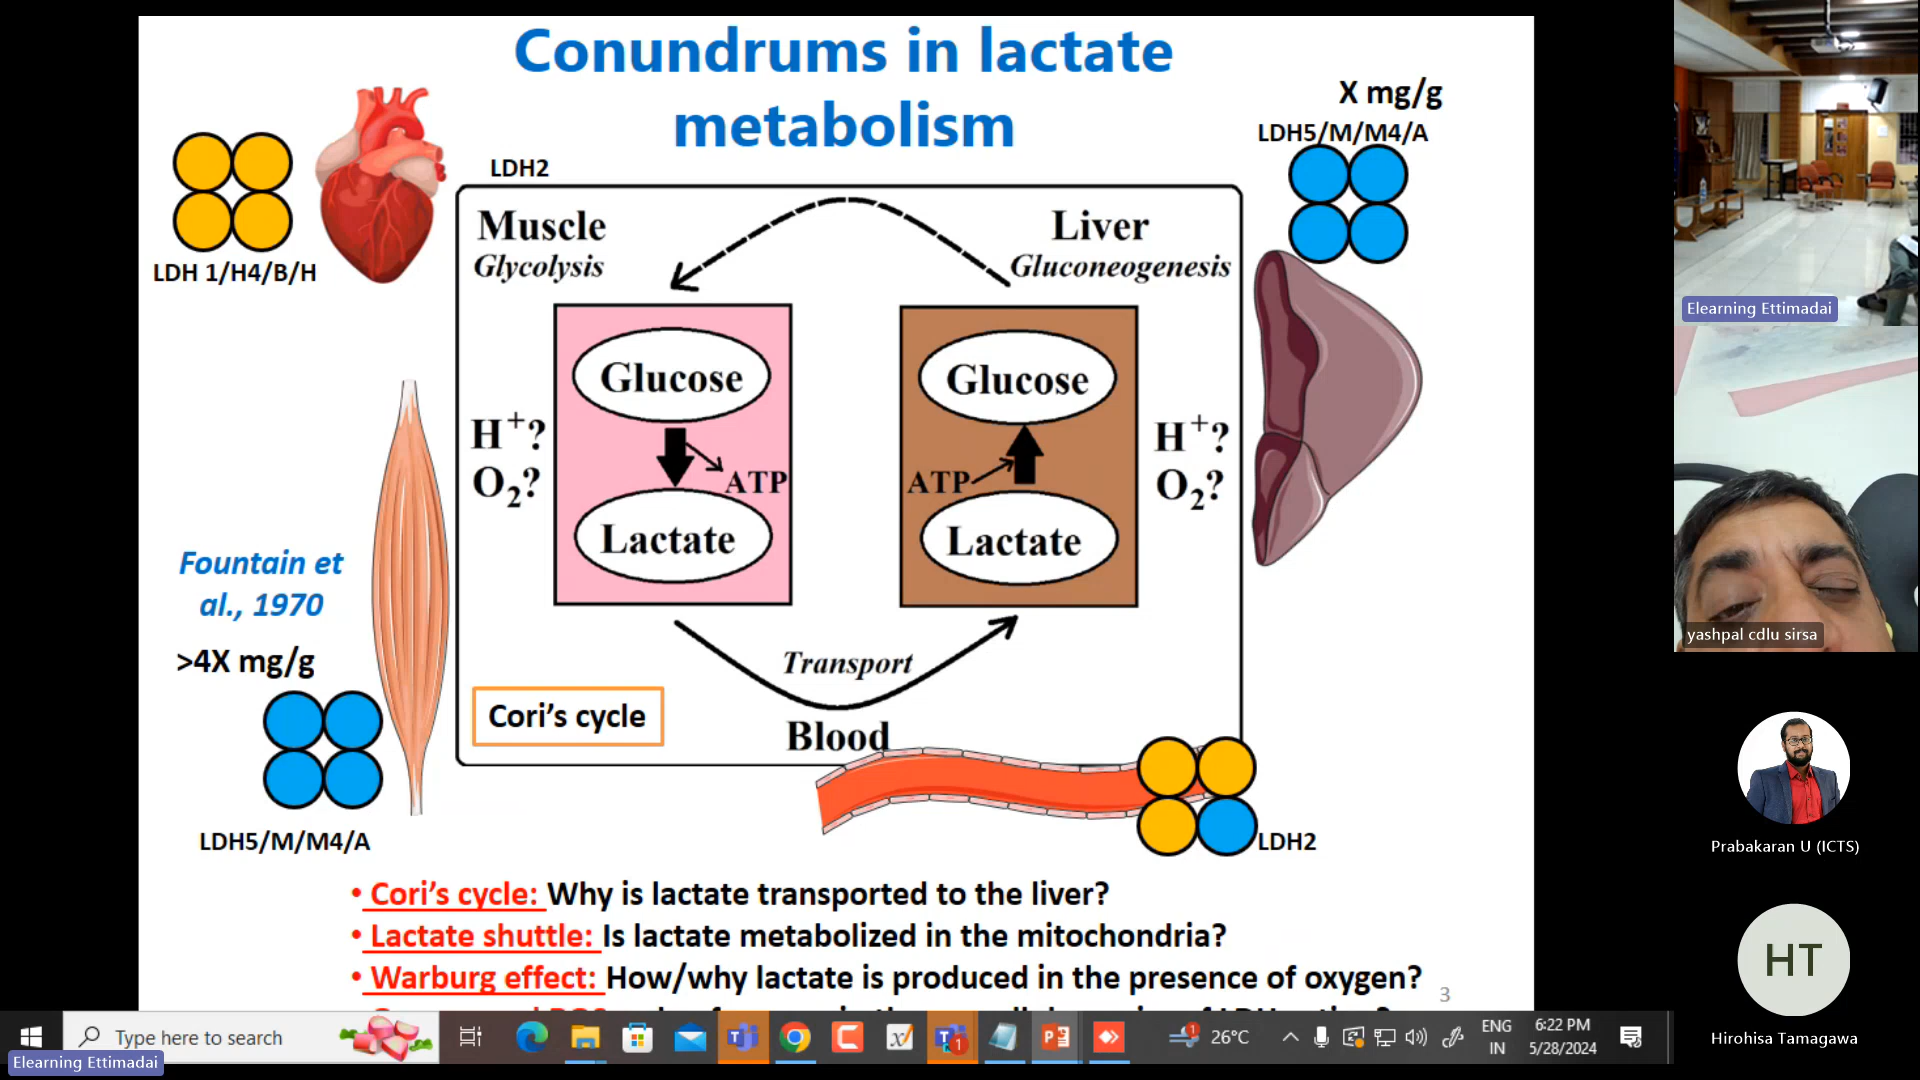 Conundrums in lactate
metabolism
X mg/g
LDH5/M/M4/A
LDH2
LDH 1/H4/B/H
Muscle
Glycolysis
Liver
Gluconeogenesis
Glucose
Glucose
H+?
O2?
ATP
ATP
H+?
O2?
Lactate
Lactate
Fountain et
al., 1970
>4X mg/g
Transport
Cori’s cycle
Blood
LDH5/M/M4/A
LDH2
• Cori’s cycle: Why is lactate transported to the liver?
• Lactate shuttle: Is lactate metabolized in the mitochondria?
• Warburg effect: How/why lactate is produced in the presence of oxygen?
3
Elearning Ettimadai
yashpal cdlu sirsa
Prabakaran U (ICTS)
HT
Hirohisa Tamagawa
Type here to search
1
1
26°C
ENG
IN
6:22 PM
5/28/2024
Elearning Ettimadai